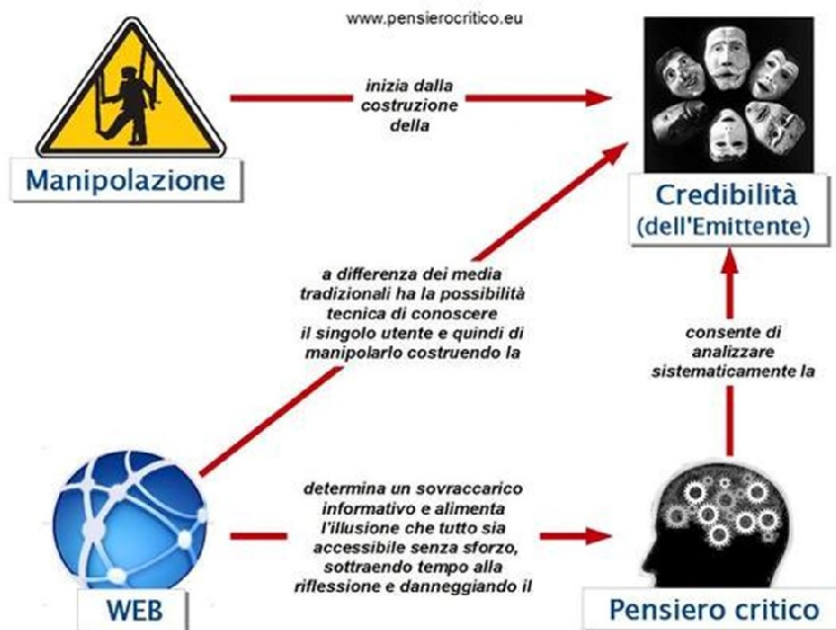 www.pensierocritico.eu
inizia dalla
costruzione
della
Manipolazione
Credibilità
(dell'Emittente)
a differenza dei media
tradizionali ha la possibilità
tecnica di conoscere
il singolo utente e quindi di
manipolarlo costruendo la
consente di
analizzare
sistematicamente la
determina un sovraccarico
informativo e alimenta
l'illusione che tutto sia
accessibile senza sforzo,
sottraendo tempo alla
riflessione e danneggiando il
WEB
Pensiero critico